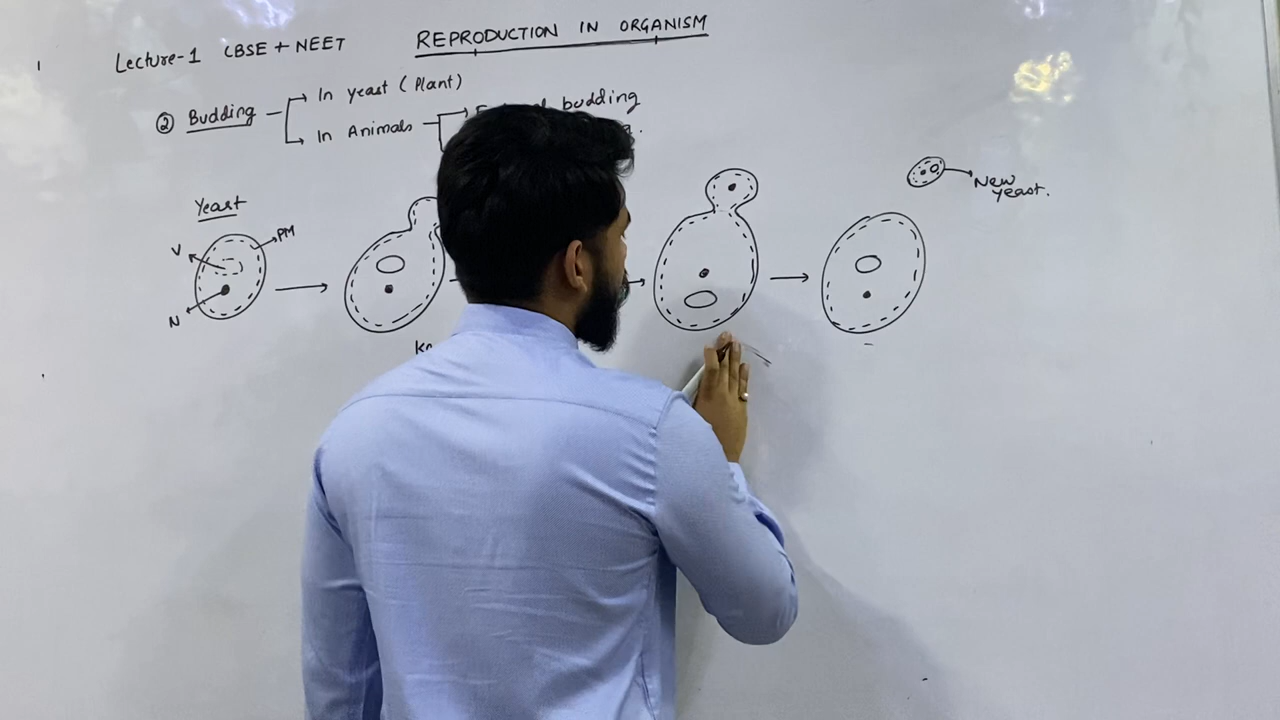 Lecture-1 CBSE + NEET
REPRODUCTION IN ORGANISM
② Budding
In yeast (Plant)
In Animals
budding
Yeast
V
PM
N
New
yeast.